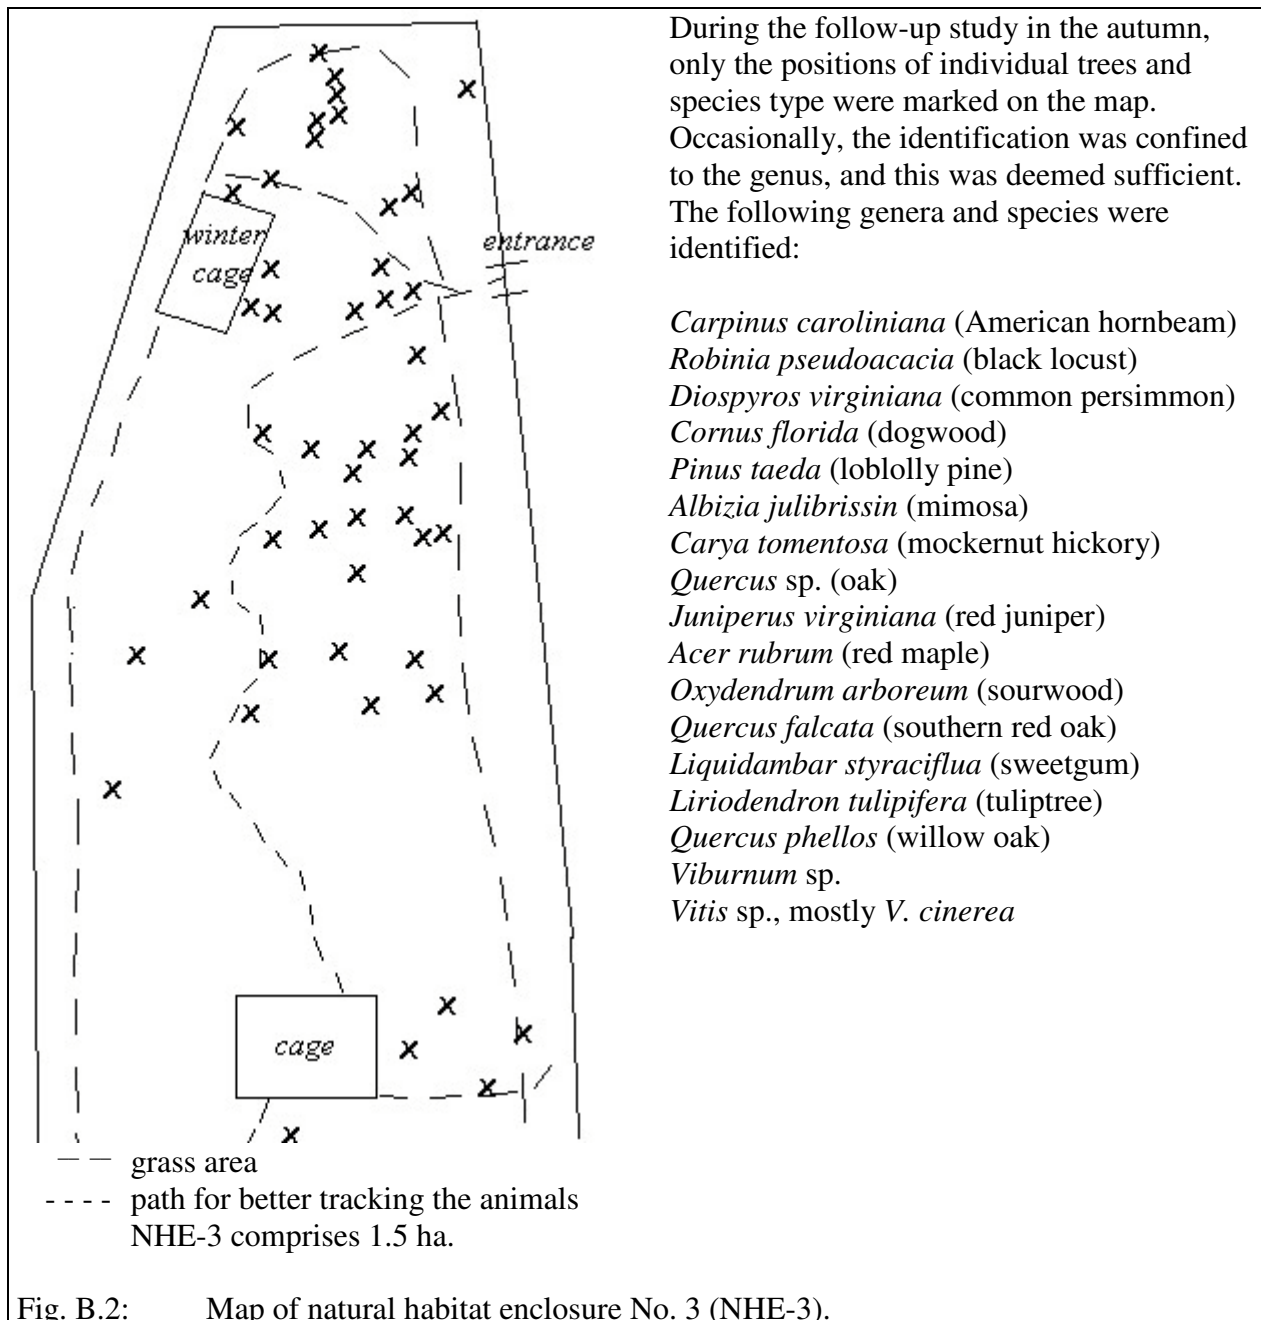 During the follow-up study in the autumn,
only the positions of individual trees and
species type were marked on the map.
Occasionally, the identification was confined
to the genus, and this was deemed sufficient.
The following genera and species were
identified:
winter
cage
entrance
Carpinus caroliniana (American hornbeam)
Robinia pseudoacacia (black locust)
Diospyros virginiana (common persimmon)
Cornus florida (dogwood)
Pinus taeda (loblolly pine)
Albizia julibrissin (mimosa)
Carya tomentosa (mockernut hickory)
Quercus sp. (oak)
Juniperus virginiana (red juniper)
Acer rubrum (red maple)
Oxydendrum arboreum (sourwood)
Quercus falcata (southern red oak)
Liquidambar styraciflua (sweetgum)
Liriodendron tulipifera (tuliptree)
Quercus phellos (willow oak)
Viburnum sp.
Vitis sp., mostly V. cinerea
cage
grass area
path for better tracking the animals
NHE-3 comprises 1.5 ha.
Fig. B.2: Map of natural habitat enclosure No. 3 (NHE-3).